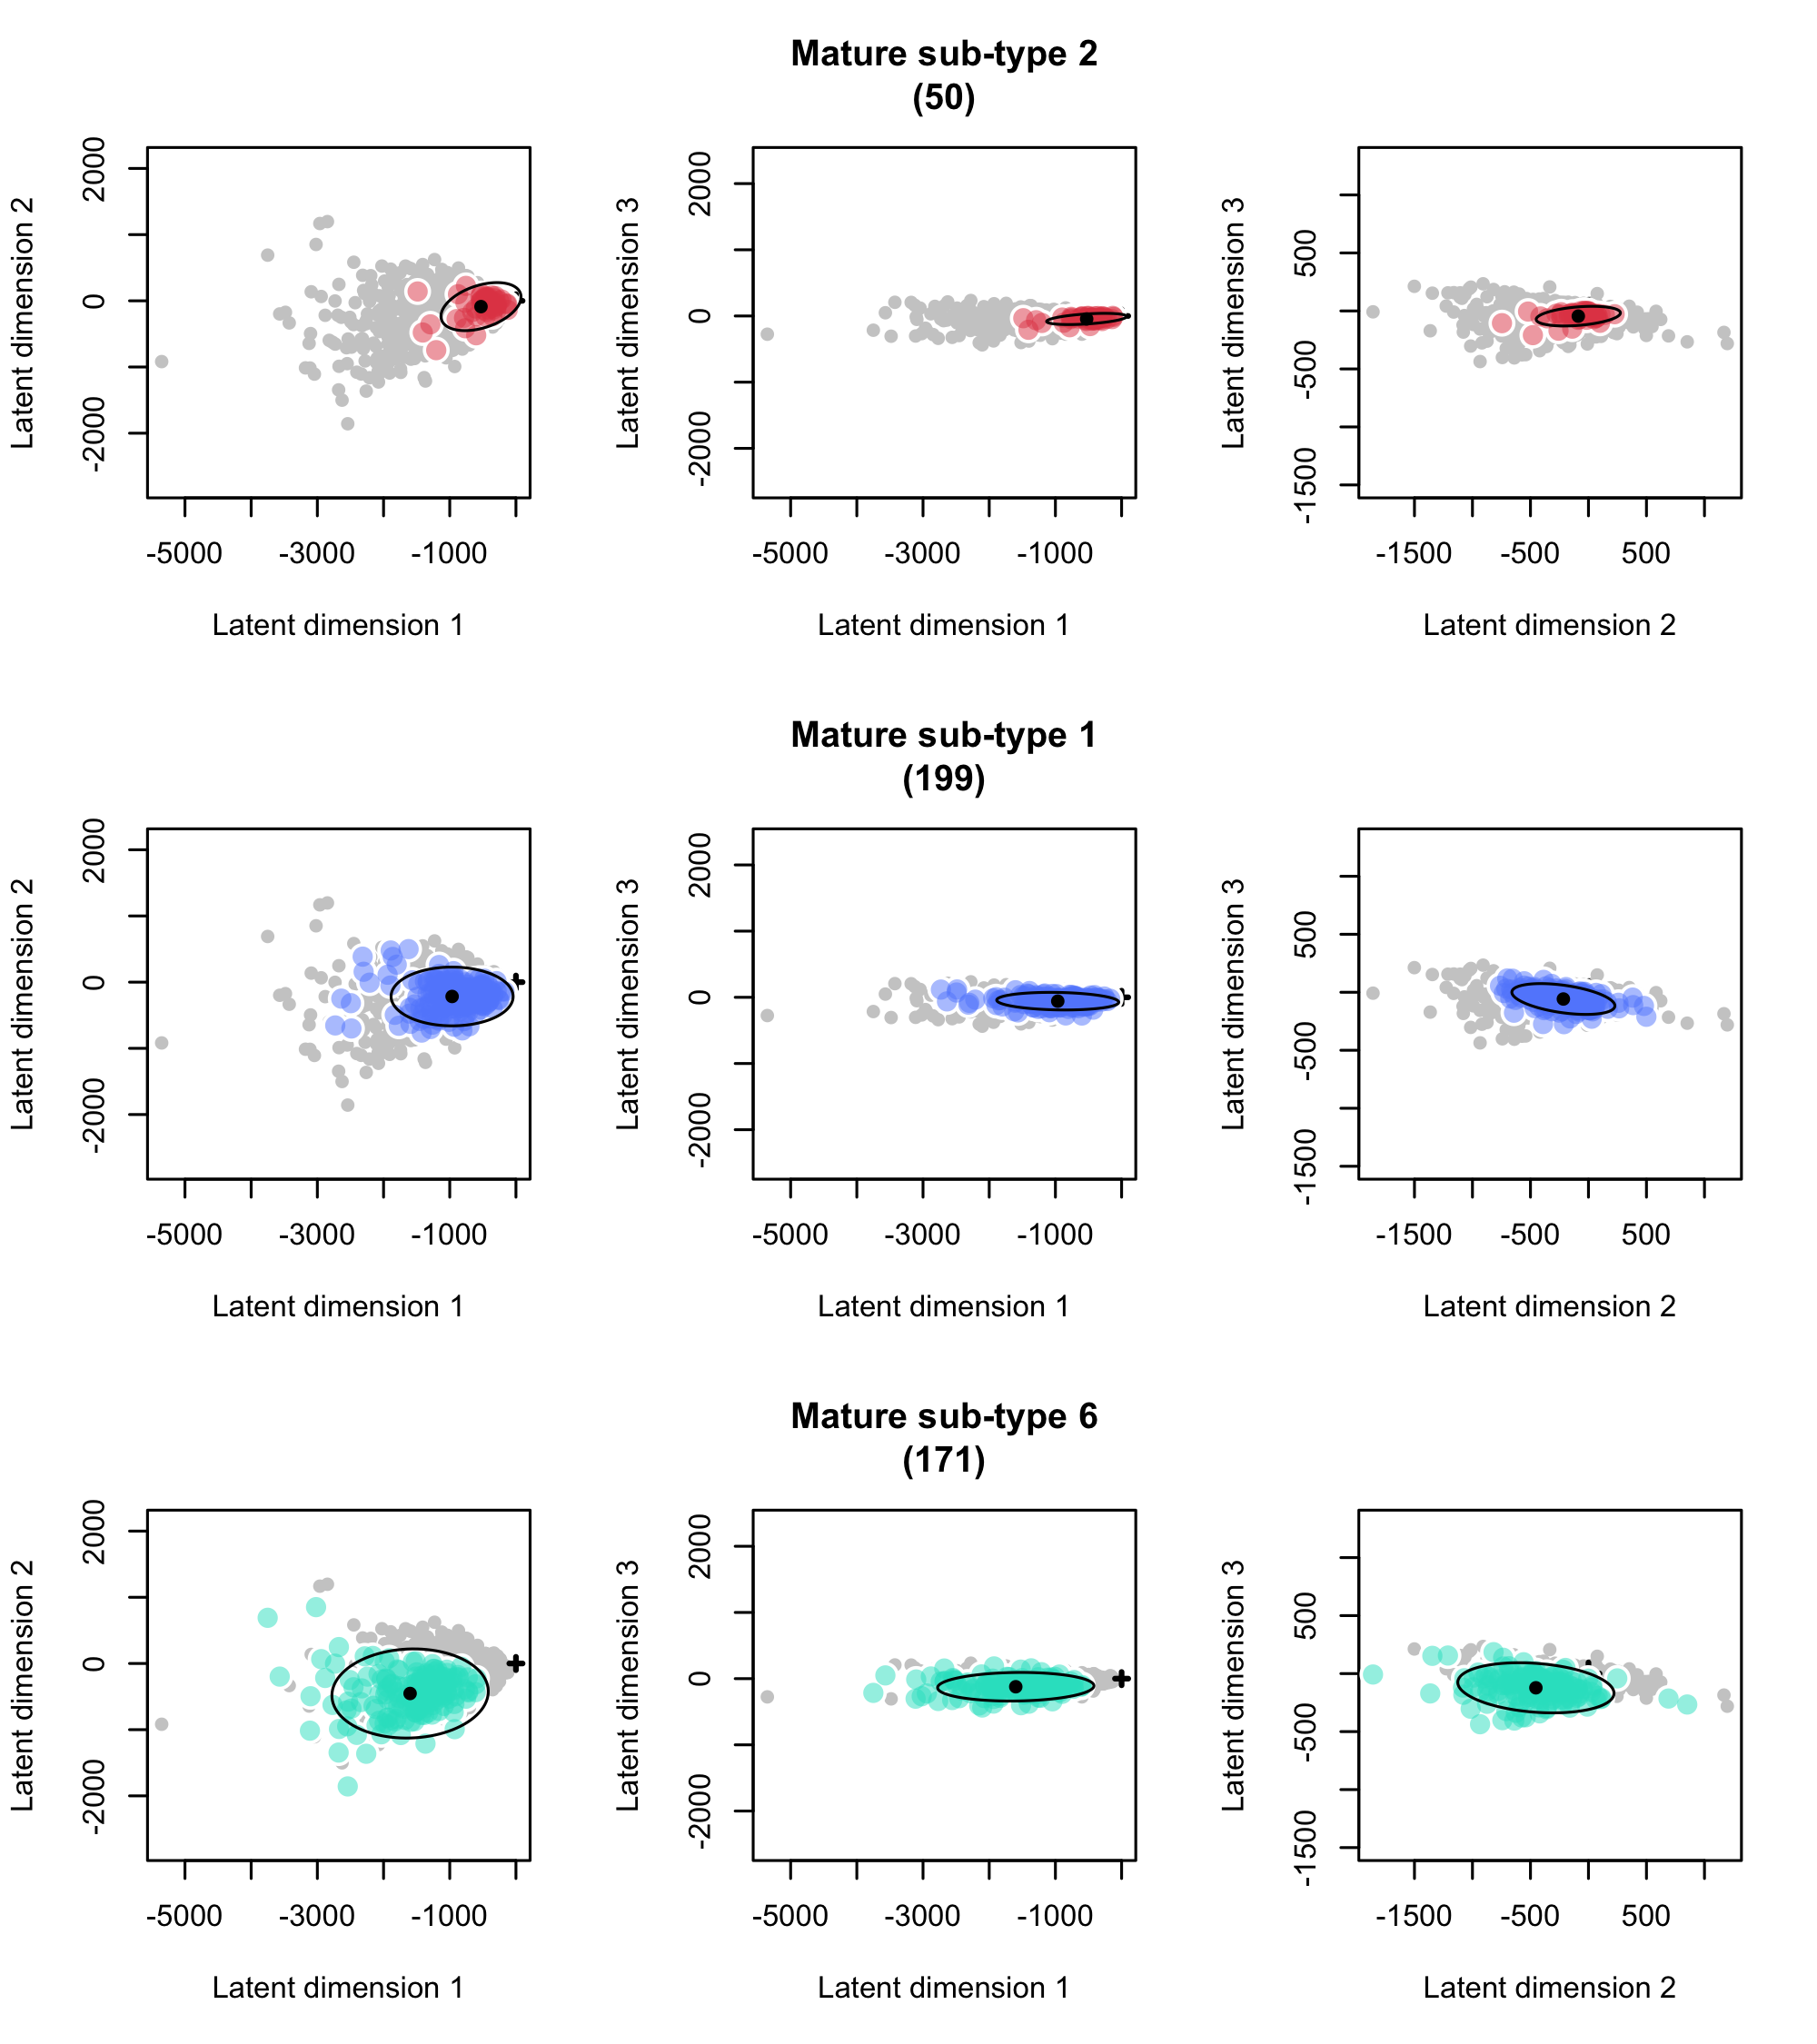 Mature sub-type 2
(50)
Latent dimension 2
2000
0
-2000
-5000 -3000 -1000
Latent dimension 1
Latent dimension 3
2000
0
-2000
-5000 -3000 -1000
Latent dimension 1
Latent dimension 3
500
-500
-1500
-1500 -500 500
Latent dimension 2
Mature sub-type 1
(199)
Latent dimension 2
2000
0
-2000
-5000 -3000 -1000
Latent dimension 1
Latent dimension 3
2000
0
-2000
-5000 -3000 -1000
Latent dimension 1
Latent dimension 3
500
-500
-1500
-1500 -500 500
Latent dimension 2
Mature sub-type 6
(171)
Latent dimension 2
2000
0
-2000
-5000 -3000 -1000
Latent dimension 1
Latent dimension 3
2000
0
-2000
-5000 -3000 -1000
Latent dimension 1
Latent dimension 3
500
-500
-1500
-1500 -500 500
Latent dimension 2